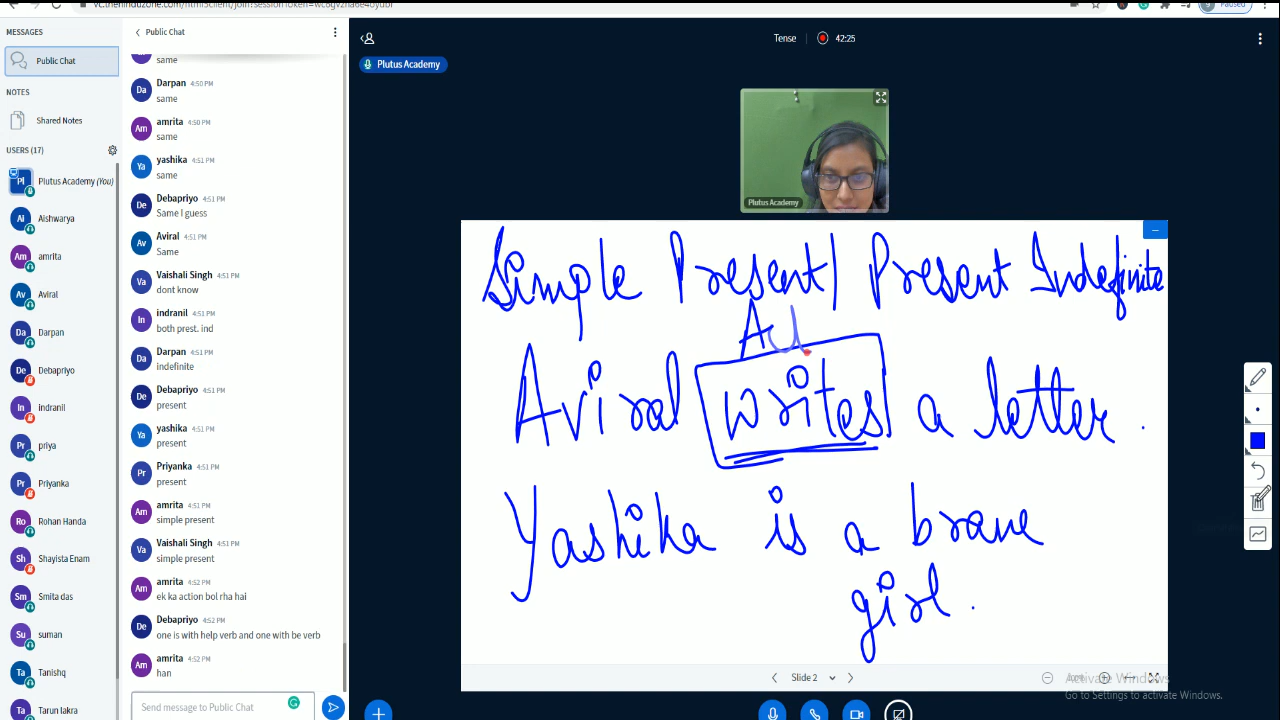 vc.thehinduzone.com/html5client/join?sessionToken=
Paused
MESSAGES
Public Chat
NOTES
Shared Notes
USERS (17)
Plutus Academy (You)
Aishwarya
amrita
Aviral
Darpan
Debapriyo
Indranil
priya
Priyanka
Rohan Handa
Shayista Enam
Smita das
suman
Tanishq
Tarun lakra
Public Chat
same
Darpan 4:50 PM
same
amrita 4:50 PM
same
yashika 4:51 PM
same
Debapriyo 4:51 PM
Same I guess
Aviral 4:51 PM
Same
Vaishali Singh 4:51 PM
dont know
indranil 4:51 PM
both prest. ind
Darpan 4:51 PM
indefinite
Debapriyo 4:51 PM
present
yashika 4:51 PM
present
Priyanka 4:51 PM
present
amrita 4:51 PM
simple present
Vaishali Singh 4:51 PM
simple present
amrita 4:52 PM
ek ka action bol rha hai
Debapriyo 4:52 PM
one is with help verb and one with be verb
amrita 4:52 PM
han
Send message to Public Chat
Tense
42:25
Plutus Academy
Plutus Academy
Simple Present/ Present Indefinite
Aviral writes a letter.
Yashika is a brave
girl.
Slide 2
Activate Windows
Go to Settings to activate Windows.